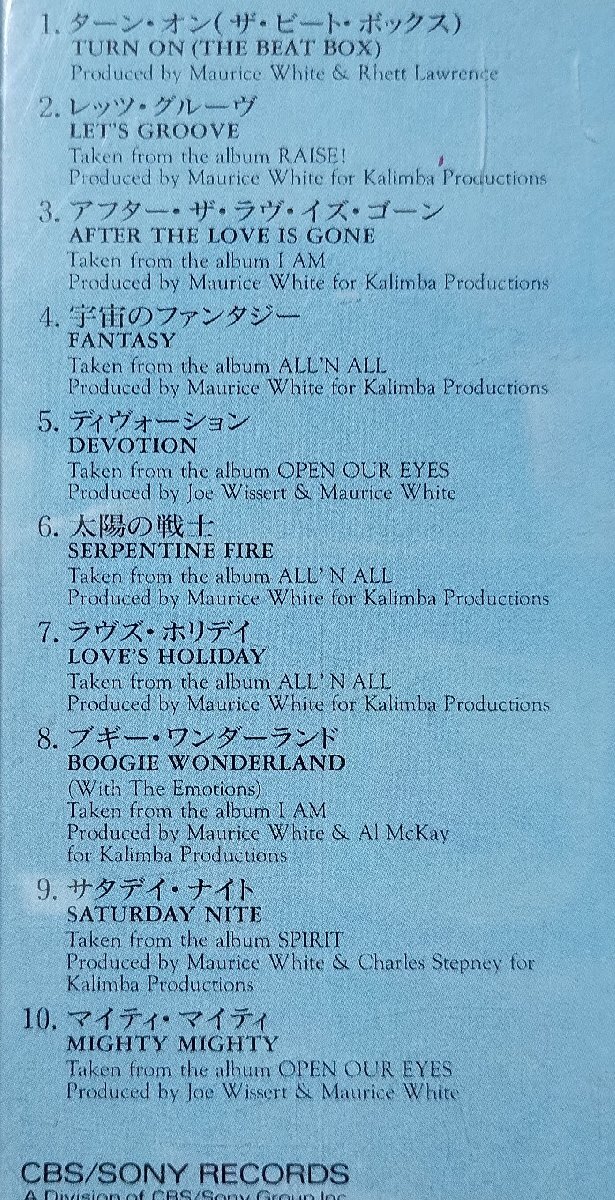 1. ターン・オン(ザ・ビート・ボックス)
TURN ON (THE BEAT BOX)
Produced by Maurice White & Rhett Lawrence
2. レッツ・グルーヴ
LET'S GROOVE
Taken from the album RAISE!
Produced by Maurice White for Kalimba Productions
3. アフター・ザ・ラヴ・イズ・ゴーン
AFTER THE LOVE IS GONE
Taken from the album I AM
Produced by Maurice White for Kalimba Productions
4. 宇宙のファンタジー
FANTASY
Taken from the album ALL'N ALL
Produced by Maurice White for Kalimba Productions
5. ディヴォーション
DEVOTION
Taken from the album OPEN OUR EYES
Produced by Joe Wissert & Maurice White
6. 太陽の戦士
SERPENTINE FIRE
Taken from the album ALL' N ALL
Produced by Maurice White for Kalimba Productions
7. ラヴズ・ホリデイ
LOVE'S HOLIDAY
Taken from the album ALL' N ALL
Produced by Maurice White for Kalimba Productions
8. ブギー・ワンダーランド
BOOGIE WONDERLAND
(With The Emotions)
Taken from the album I AM
Produced by Maurice White & Al McKay
for Kalimba Productions
9. サタデイ・ナイト
SATURDAY NITE
Taken from the album SPIRIT
Produced by Maurice White & Charles Stepney for
Kalimba Productions
10. マイティ・マイティ
MIGHTY MIGHTY
Taken from the album OPEN OUR EYES
Produced by Joe Wissert & Maurice White
CBS/SONY RECORDS
A Division of CBS/Sony Group Inc.